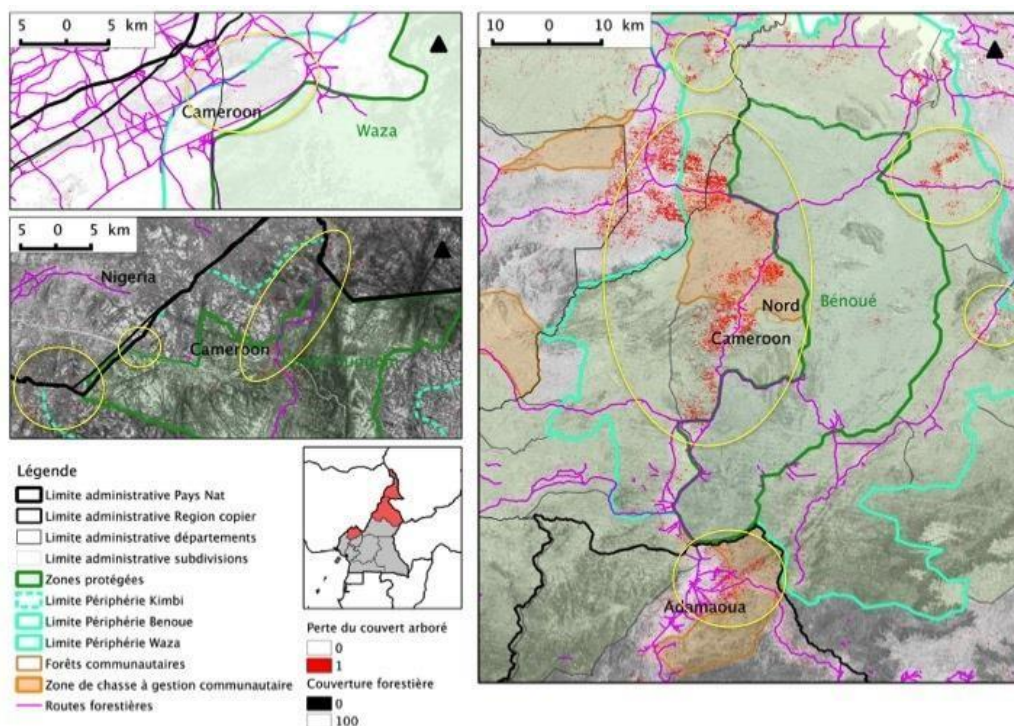 5 0 5 km
Cameroon
Waza
5 0 5 km
Nigeria
Cameroon
10 0 10 km
Nord
Bénoué
Cameroon
Adamaoua
Légende
Limite administrative Pays Nat
Limite administrative Region copier
Limite administrative départements
Limite administrative subdivisions
Zones protégées
Limite Périphérie Kimbi
Limite Périphérie Benoue
Limite Périphérie Waza
Forêts communautaires
Zone de chasse à gestion communautaire
Routes forestières
Perte du couvert arboré
0
1
Couverture forestière
0
100